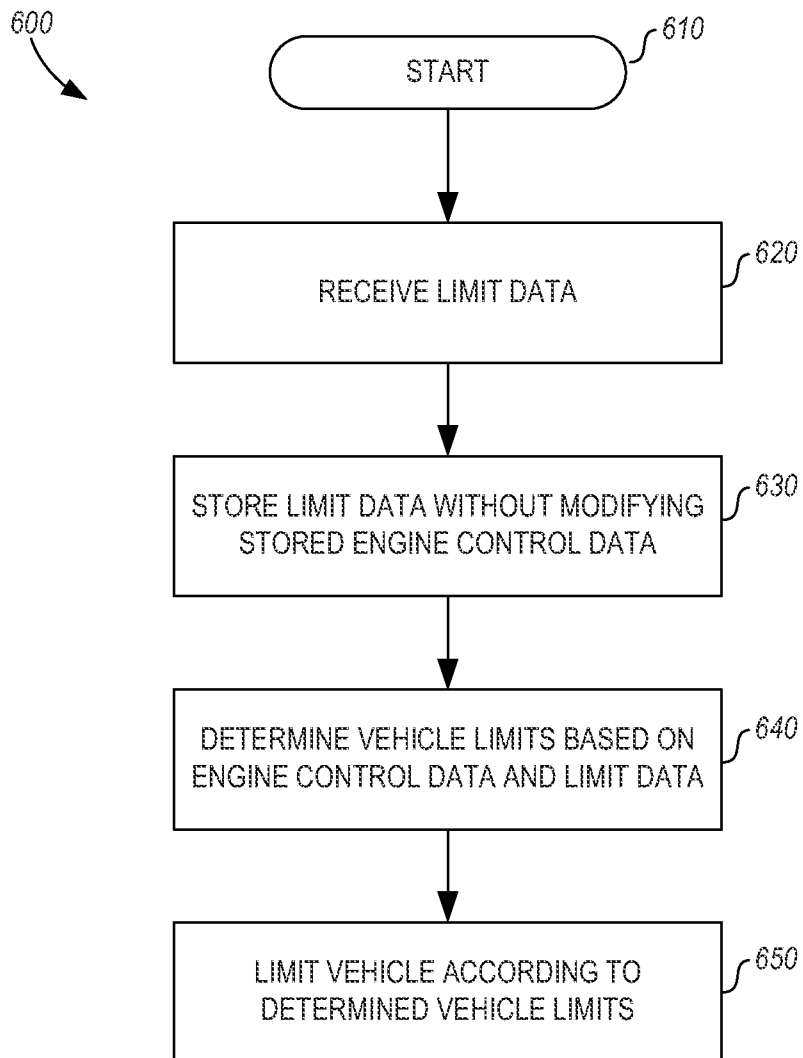 600
610
START
620
RECEIVE LIMIT DATA
630
STORE LIMIT DATA WITHOUT MODIFYING
STORED ENGINE CONTROL DATA
640
DETERMINE VEHICLE LIMITS BASED ON
ENGINE CONTROL DATA AND LIMIT DATA
650
LIMIT VEHICLE ACCORDING TO
DETERMINED VEHICLE LIMITS